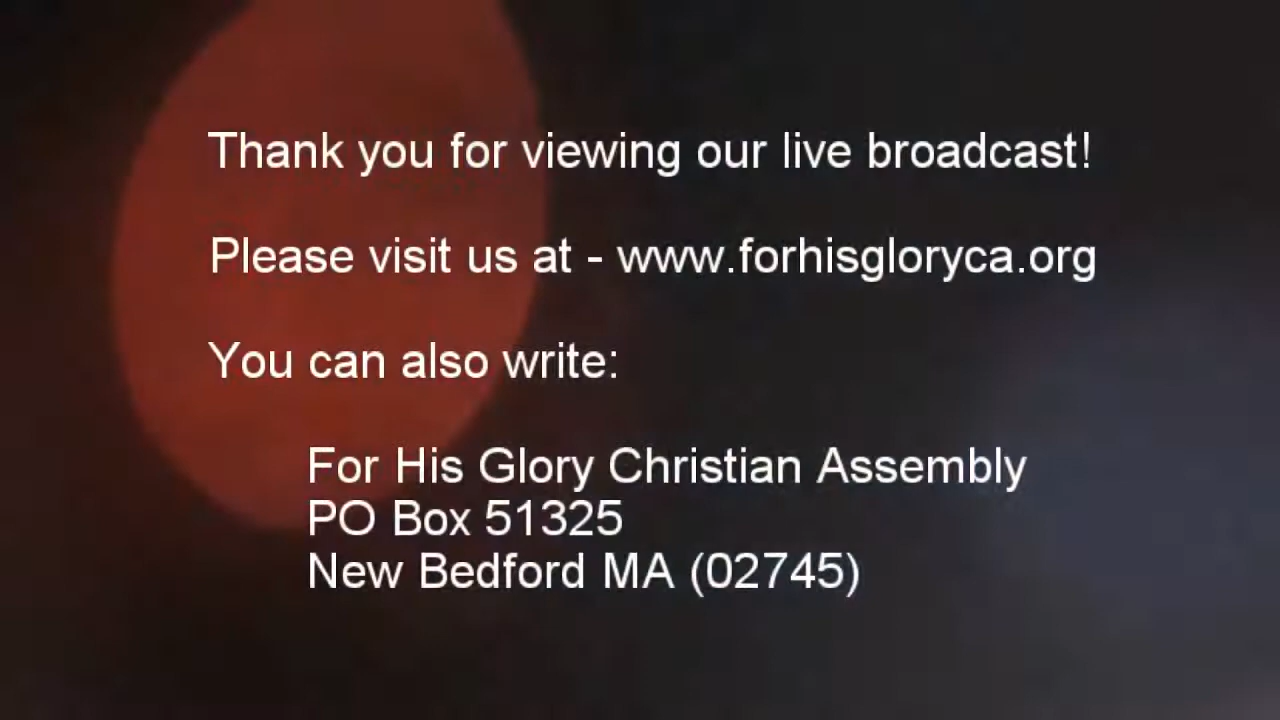 Thank you for viewing our live broadcast!
Please visit us at - www.forhisgloryca.org
You can also write:
For His Glory Christian Assembly
PO Box 51325
New Bedford MA (02745)